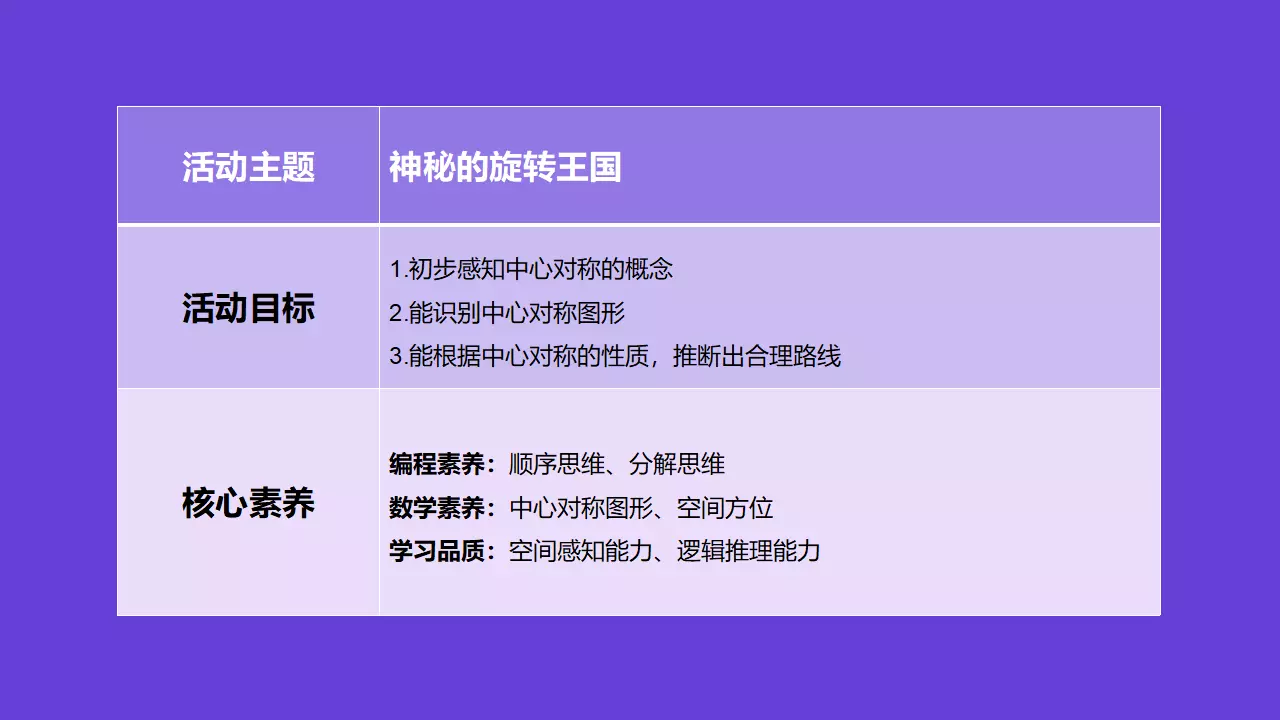 活动主题
神秘的旋转王国
活动目标
1.初步感知中心对称的概念
2.能识别中心对称图形
3.能根据中心对称的性质，推断出合理路线
核心素养
编程素养：顺序思维、分解思维
数学素养：中心对称图形、空间方位
学习品质：空间感知能力、逻辑推理能力